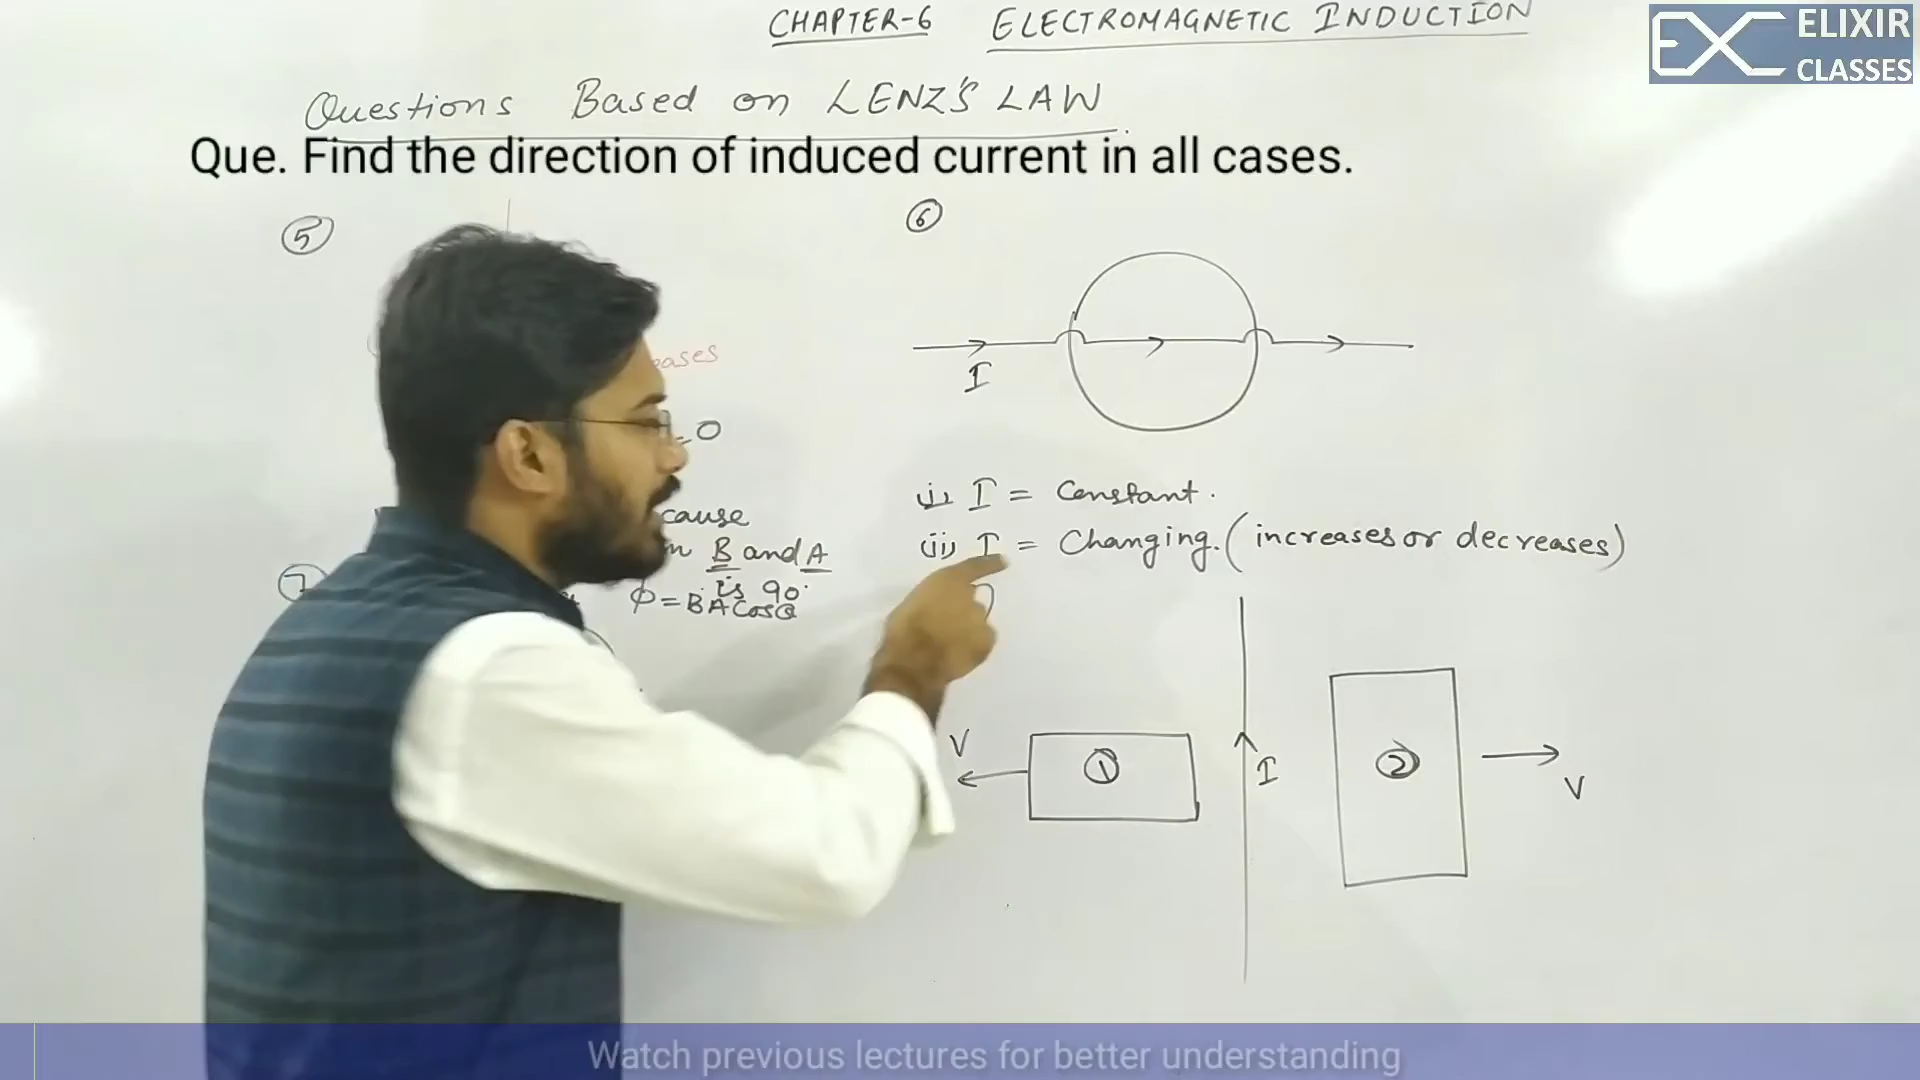 CHAPTER-6 ELECTROMAGNETIC INDUCTION
ELIXIR
CLASSES
Questions Based on LENZ'S LAW
Que. Find the direction of induced current in all cases.
5
6
I
=0
(i) I = Constant.
cause
(ii) I = Changing. (increases or decreases)
B and A
is 90°
7
ϕ = BACosθ
V
1
I
2
V
Watch previous lectures for better understanding